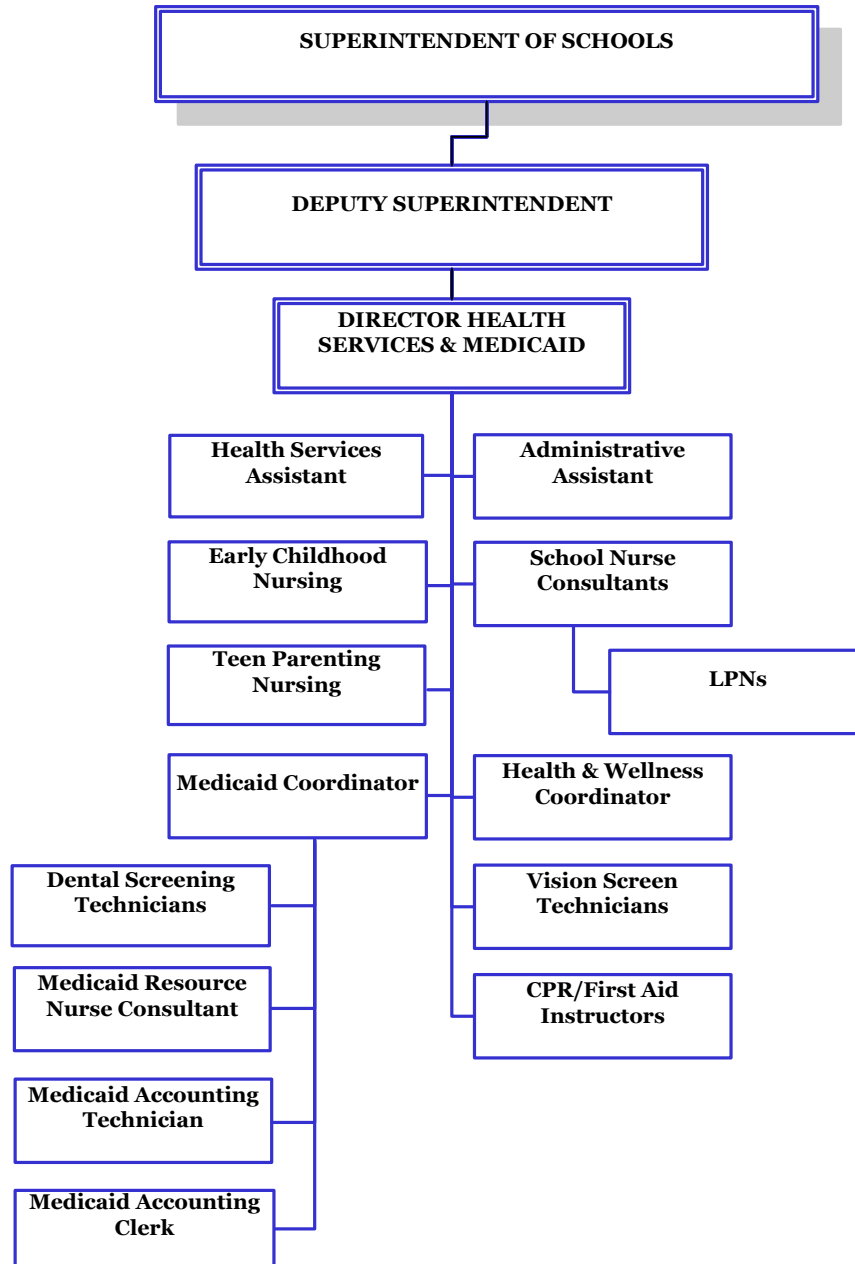 SUPERINTENDENT OF SCHOOLS
DEPUTY SUPERINTENDENT
DIRECTOR HEALTH
SERVICES & MEDICAID
Health Services
Assistant
Administrative
Assistant
Early Childhood
Nursing
School Nurse
Consultants
Teen Parenting
Nursing
LPNs
Medicaid Coordinator
Health & Wellness
Coordinator
Dental Screening
Technicians
Vision Screen
Technicians
Medicaid Resource
Nurse Consultant
CPR/First Aid
Instructors
Medicaid Accounting
Technician
Medicaid Accounting
Clerk